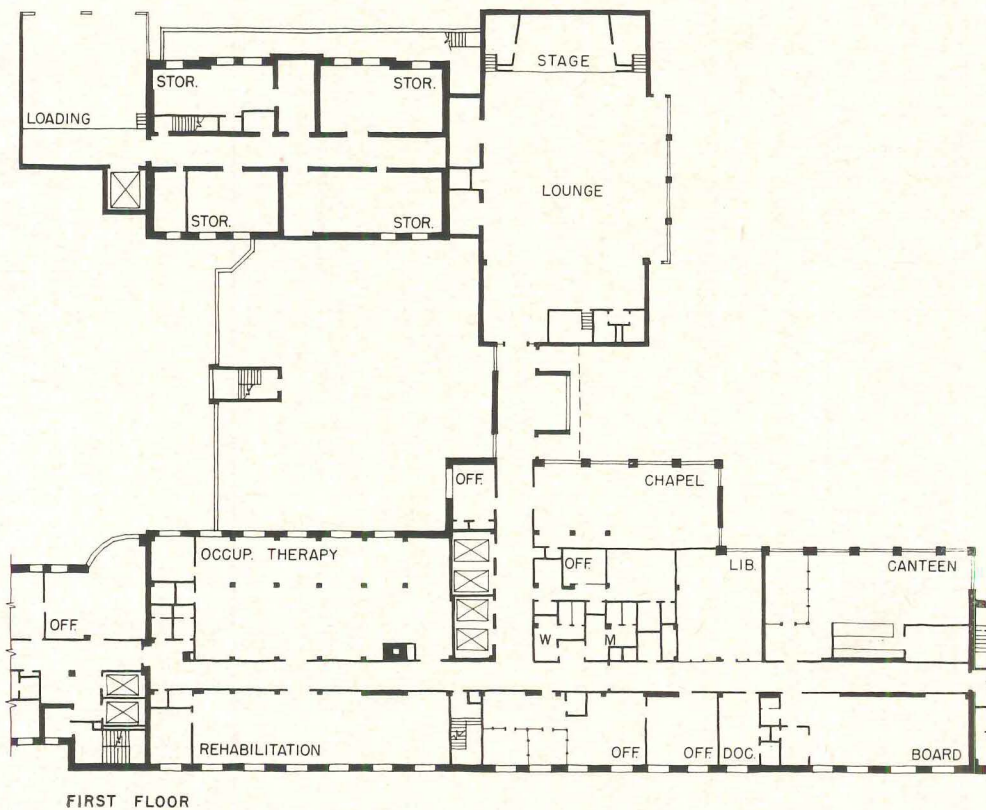 STAGE
STOR.
STOR.
LOADING
LOUNGE
STOR.
STOR.
OFF.
CHAPEL
OCCUP. THERAPY
OFF.
LIB.
CANTEEN
OFF.
W
M
REHABILITATION
OFF.
OFF.
DOC.
BOARD
FIRST FLOOR